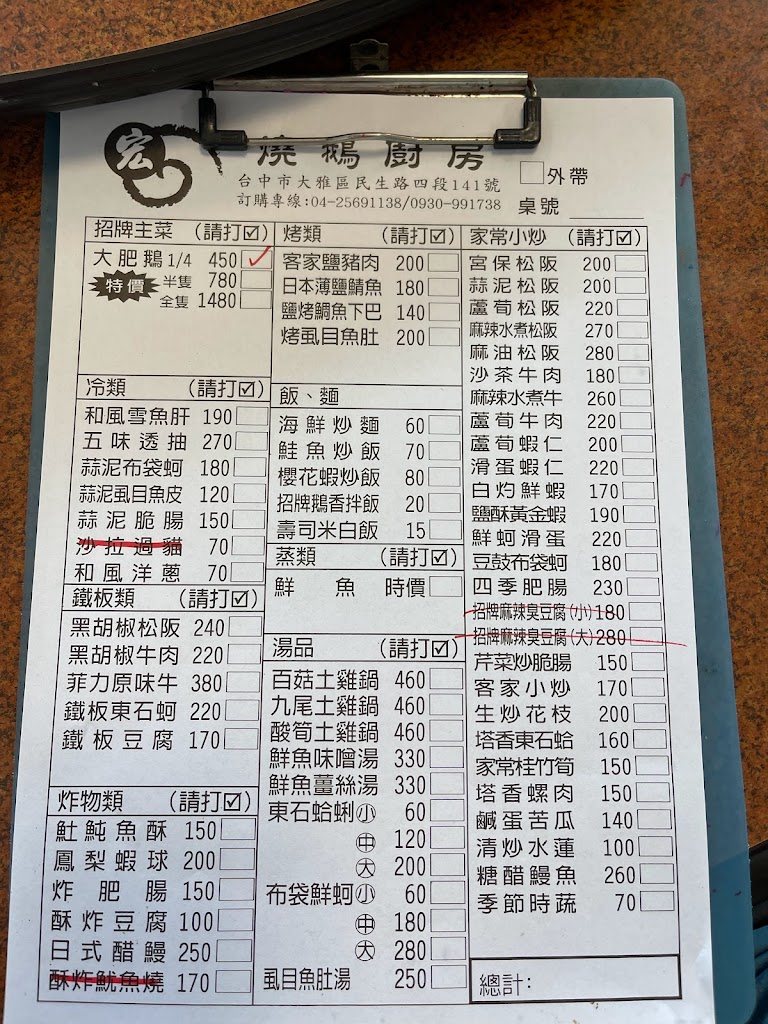 宏 燒鵝廚房
台中市大雅區民生路四段141號
訂購專線:04-25691138/0930-991738
□外帶
桌號
招牌主菜 (請打☑)
大肥鵝 1/4 450 ✓
特價 半隻 780
全隻 1480
冷類 (請打☑)
和風雪魚肝 190
五味透抽 270
蒜泥布袋蚵 180
蒜泥虱目魚皮 120
蒜泥脆腸 150
沙拉過貓 70
和風洋蔥 70
鐵板類 (請打☑)
黑胡椒松阪 240
黑胡椒牛肉 220
菲力原味牛 380
鐵板東石蚵 220
鐵板豆腐 170
炸物類 (請打☑)
魠魠魚酥 150
鳳梨蝦球 200
炸肥腸 150
酥炸豆腐 100
日式醋鰻 250
酥炸魷魚燒 170
烤類 (請打☑)
客家鹽豬肉 200
日本薄鹽鯖魚 180
鹽烤鯛魚下巴 140
烤虱目魚肚 200
飯、麵
海鮮炒麵 60
鮭魚炒飯 70
櫻花蝦炒飯 80
招牌鵝香拌飯 20
壽司米白飯 15
蒸類 (請打☑)
鮮魚 時價
湯品 (請打☑)
百菇土雞鍋 460
九尾土雞鍋 460
酸筍土雞鍋 460
鮮魚味噌湯 330
鮮魚薑絲湯 330
東石蛤蜊㊙小 60
中 120
大 200
布袋鮮蚵小 60
中 180
大 280
虱目魚肚湯 250
家常小炒 (請打☑)
宮保松阪 200
蒜泥松阪 200
蘆筍松阪 220
麻辣水煮松阪 270
麻油松阪 280
沙茶牛肉 180
麻辣水煮牛 260
蘆筍牛肉 220
蘆荀蝦仁 200
滑蛋蝦仁 220
白灼鮮蝦 170
鹽酥黃金蝦 190
鮮蚵滑蛋 220
豆鼓布袋蚵 180
四季肥腸 230
招牌麻辣臭豆腐(小) 180
招牌麻辣臭豆腐(大) 280
芹菜炒脆腸 150
客家小炒 170
生炒花枝 200
塔香東石蛤 160
家常桂竹筍 150
塔香螺肉 150
鹹蛋苦瓜 140
清炒水蓮 100
糖醋鰻魚 260
季節時蔬 70
總計: